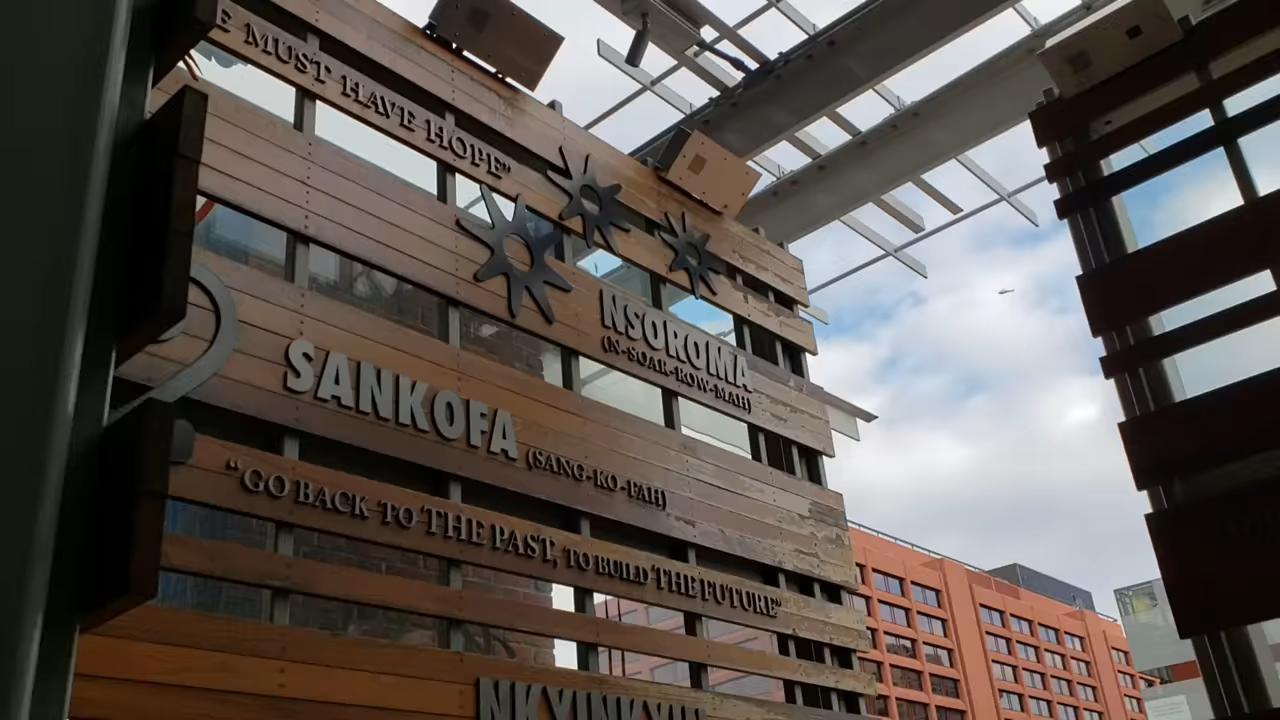 E MUST HAVE HOPE”
NSOROMA
(N-SOAR-ROW-MAH)
SANKOFA
(SANG-KO-FAH)
“GO BACK TO THE PAST, TO BUILD THE FUTURE”
NKYINKYIM